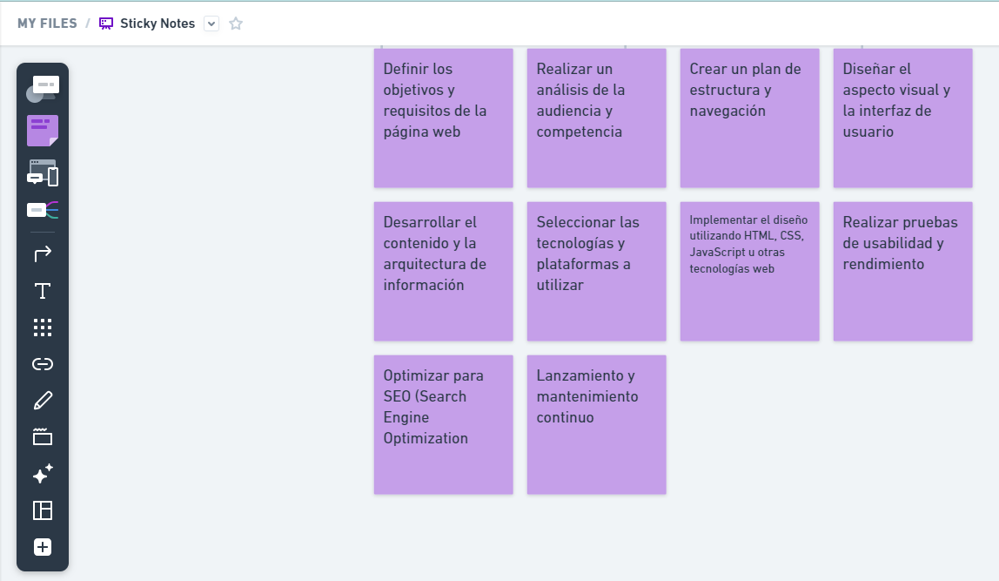 MY FILES / Sticky Notes
Definir los
objetivos y
requisitos de la
página web
Realizar un
análisis de la
audiencia y
competencia
Crear un plan de
estructura y
navegación
Diseñar el
aspecto visual y
la interfaz de
usuario
Desarrollar el
contenido y la
arquitectura de
información
Seleccionar las
tecnologías y
plataformas a
utilizar
Implementar el diseño
utilizando HTML, CSS,
JavaScript u otras
tecnologías web
Realizar pruebas
de usabilidad y
rendimiento
Optimizar para
SEO (Search
Engine
Optimization
Lanzamiento y
mantenimiento
continuo